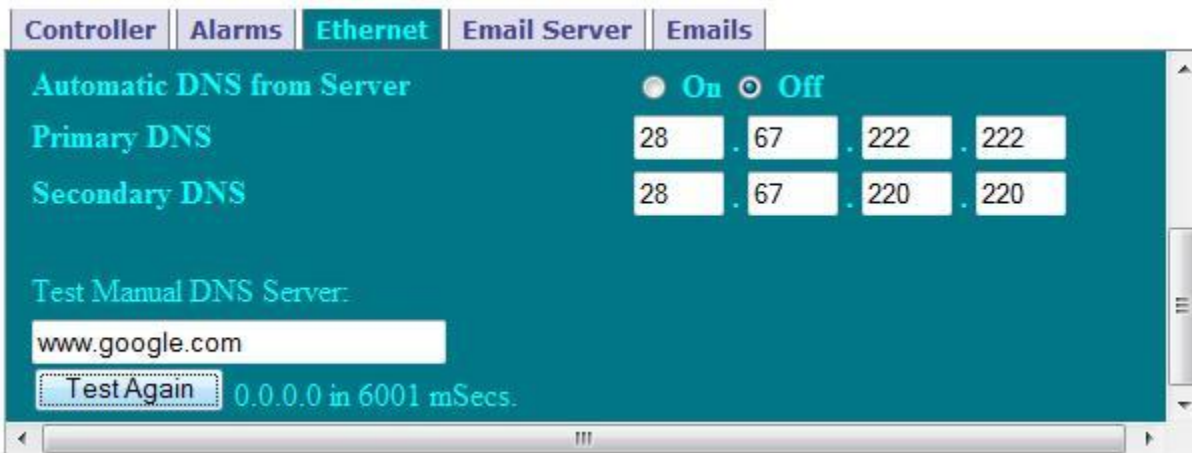 Controller Alarms Ethernet Email Server Emails
Automatic DNS from Server On Off
Primary DNS 28 . 67 . 222 . 222
Secondary DNS 28 . 67 . 220 . 220
Test Manual DNS Server:
www.google.com
Test Again 0.0.0.0 in 6001 mSecs.